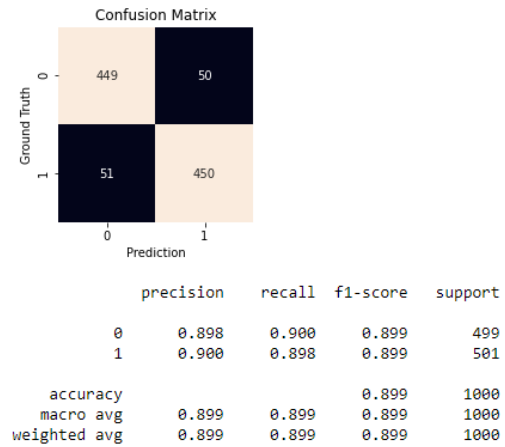 Confusion Matrix
0
449 50
Ground Truth
1
51 450
0 1
Prediction
precision recall f1-score support
0 0.898 0.900 0.899 499
1 0.900 0.898 0.899 501
accuracy 0.899 1000
macro avg 0.899 0.899 0.899 1000
weighted avg 0.899 0.899 0.899 1000